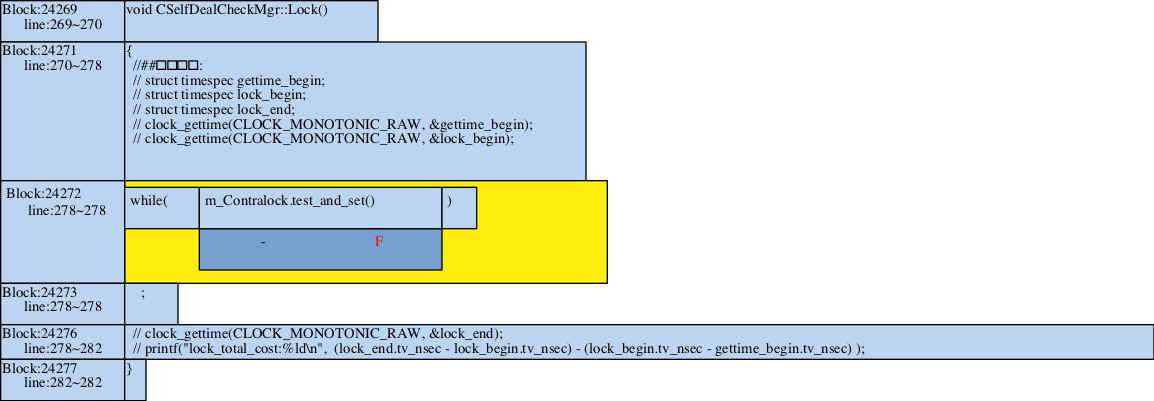 Block:24269
line:269~270
void CSelfDealCheckMgr::Lock()
Block:24271
line:270~278
{
//##□□□□:
// struct timespec gettime_begin;
// struct timespec lock_begin;
// struct timespec lock_end;
// clock_gettime(CLOCK_MONOTONIC_RAW, &gettime_begin);
// clock_gettime(CLOCK_MONOTONIC_RAW, &lock_begin);
Block:24272
line:278~278
while( m_Contralock.test_and_set() )
- F
Block:24273
line:278~278
;
Block:24276
line:278~282
// clock_gettime(CLOCK_MONOTONIC_RAW, &lock_end);
// printf("lock_total_cost:%ld\n", (lock_end.tv_nsec - lock_begin.tv_nsec) - (lock_begin.tv_nsec - gettime_begin.tv_nsec) );
Block:24277
line:282~282
}